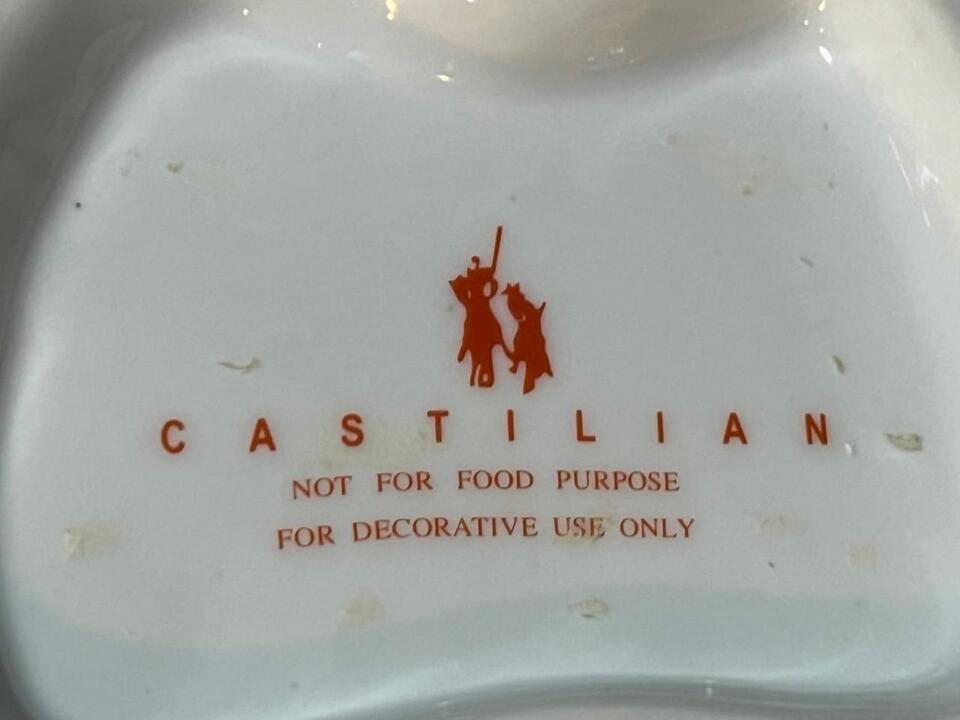 CASTILIAN
NOT FOR FOOD PURPOSE
FOR DECORATIVE USE ONLY